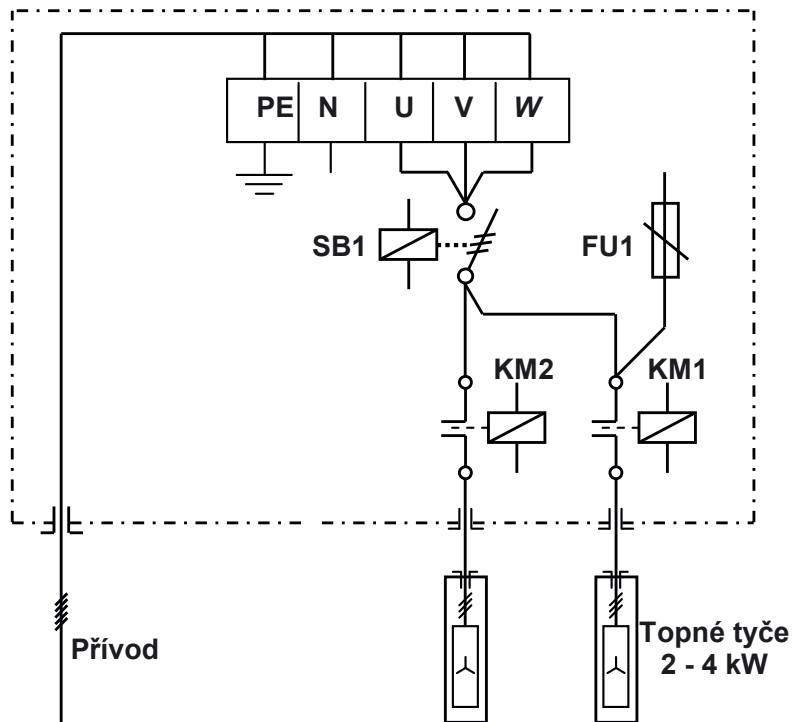 PE N U V W
SB1
FU1
KM2
KM1
Přívod
Topné tyče
2 - 4 kW